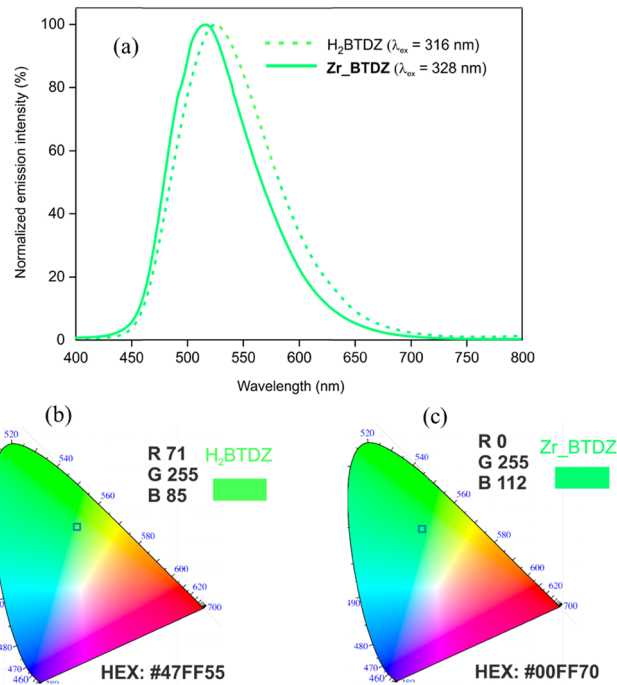 (a)
H₂BTDZ (λex = 316 nm)
Zr_BTDZ (λex = 328 nm)
Normalized emission intensity (%)
100
80
60
40
20
0
400 450 500 550 600 650 700 750 800
Wavelength (nm)
(b)
R 71
G 255
B 85
H₂BTDZ
520
540
560
580
600
620
700
480
470
460
HEX: #47FF55
(c)
R 0
G 255
B 112
Zr_BTDZ
520
540
560
580
600
620
700
490
480
470
460
HEX: #00FF70